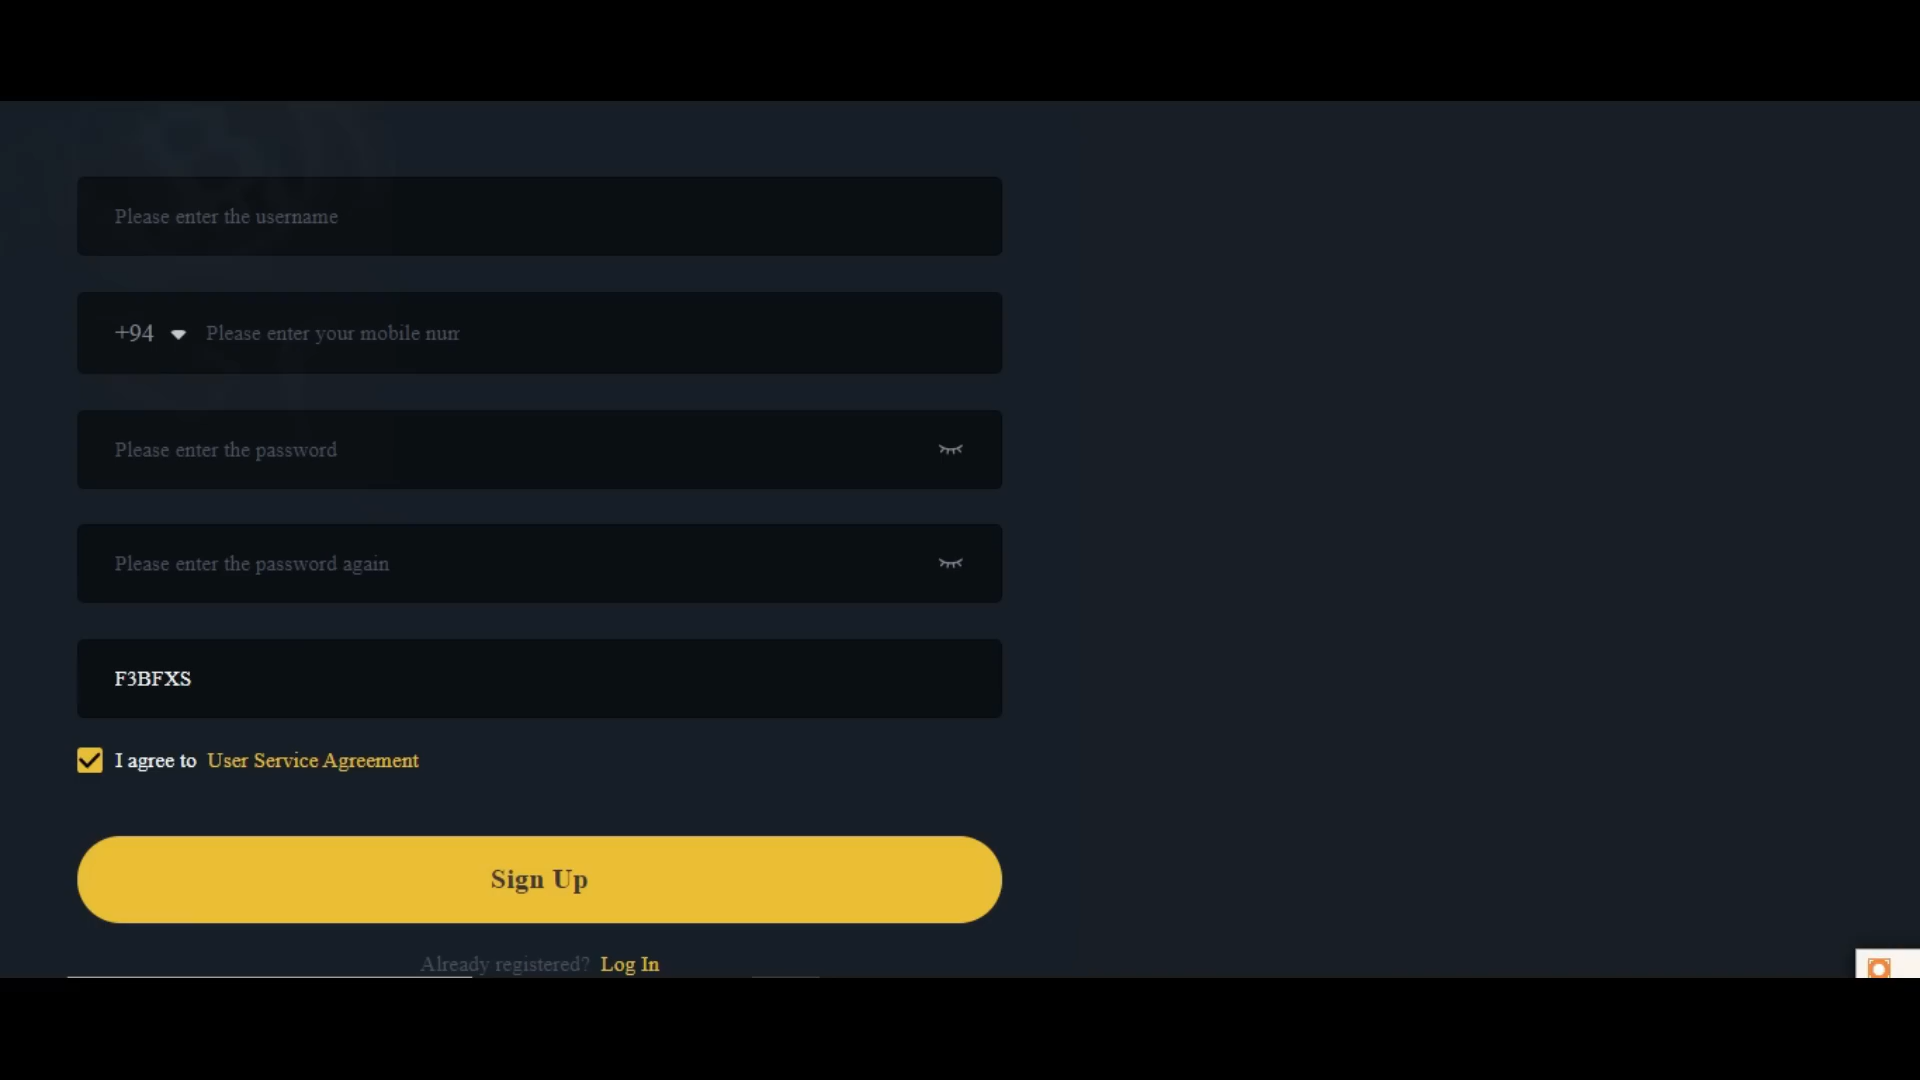 Please enter the username
+94 Please enter your mobile num
Please enter the password
Please enter the password again
F3BFXS
I agree to User Service Agreement
Sign Up
Already registered? Log In